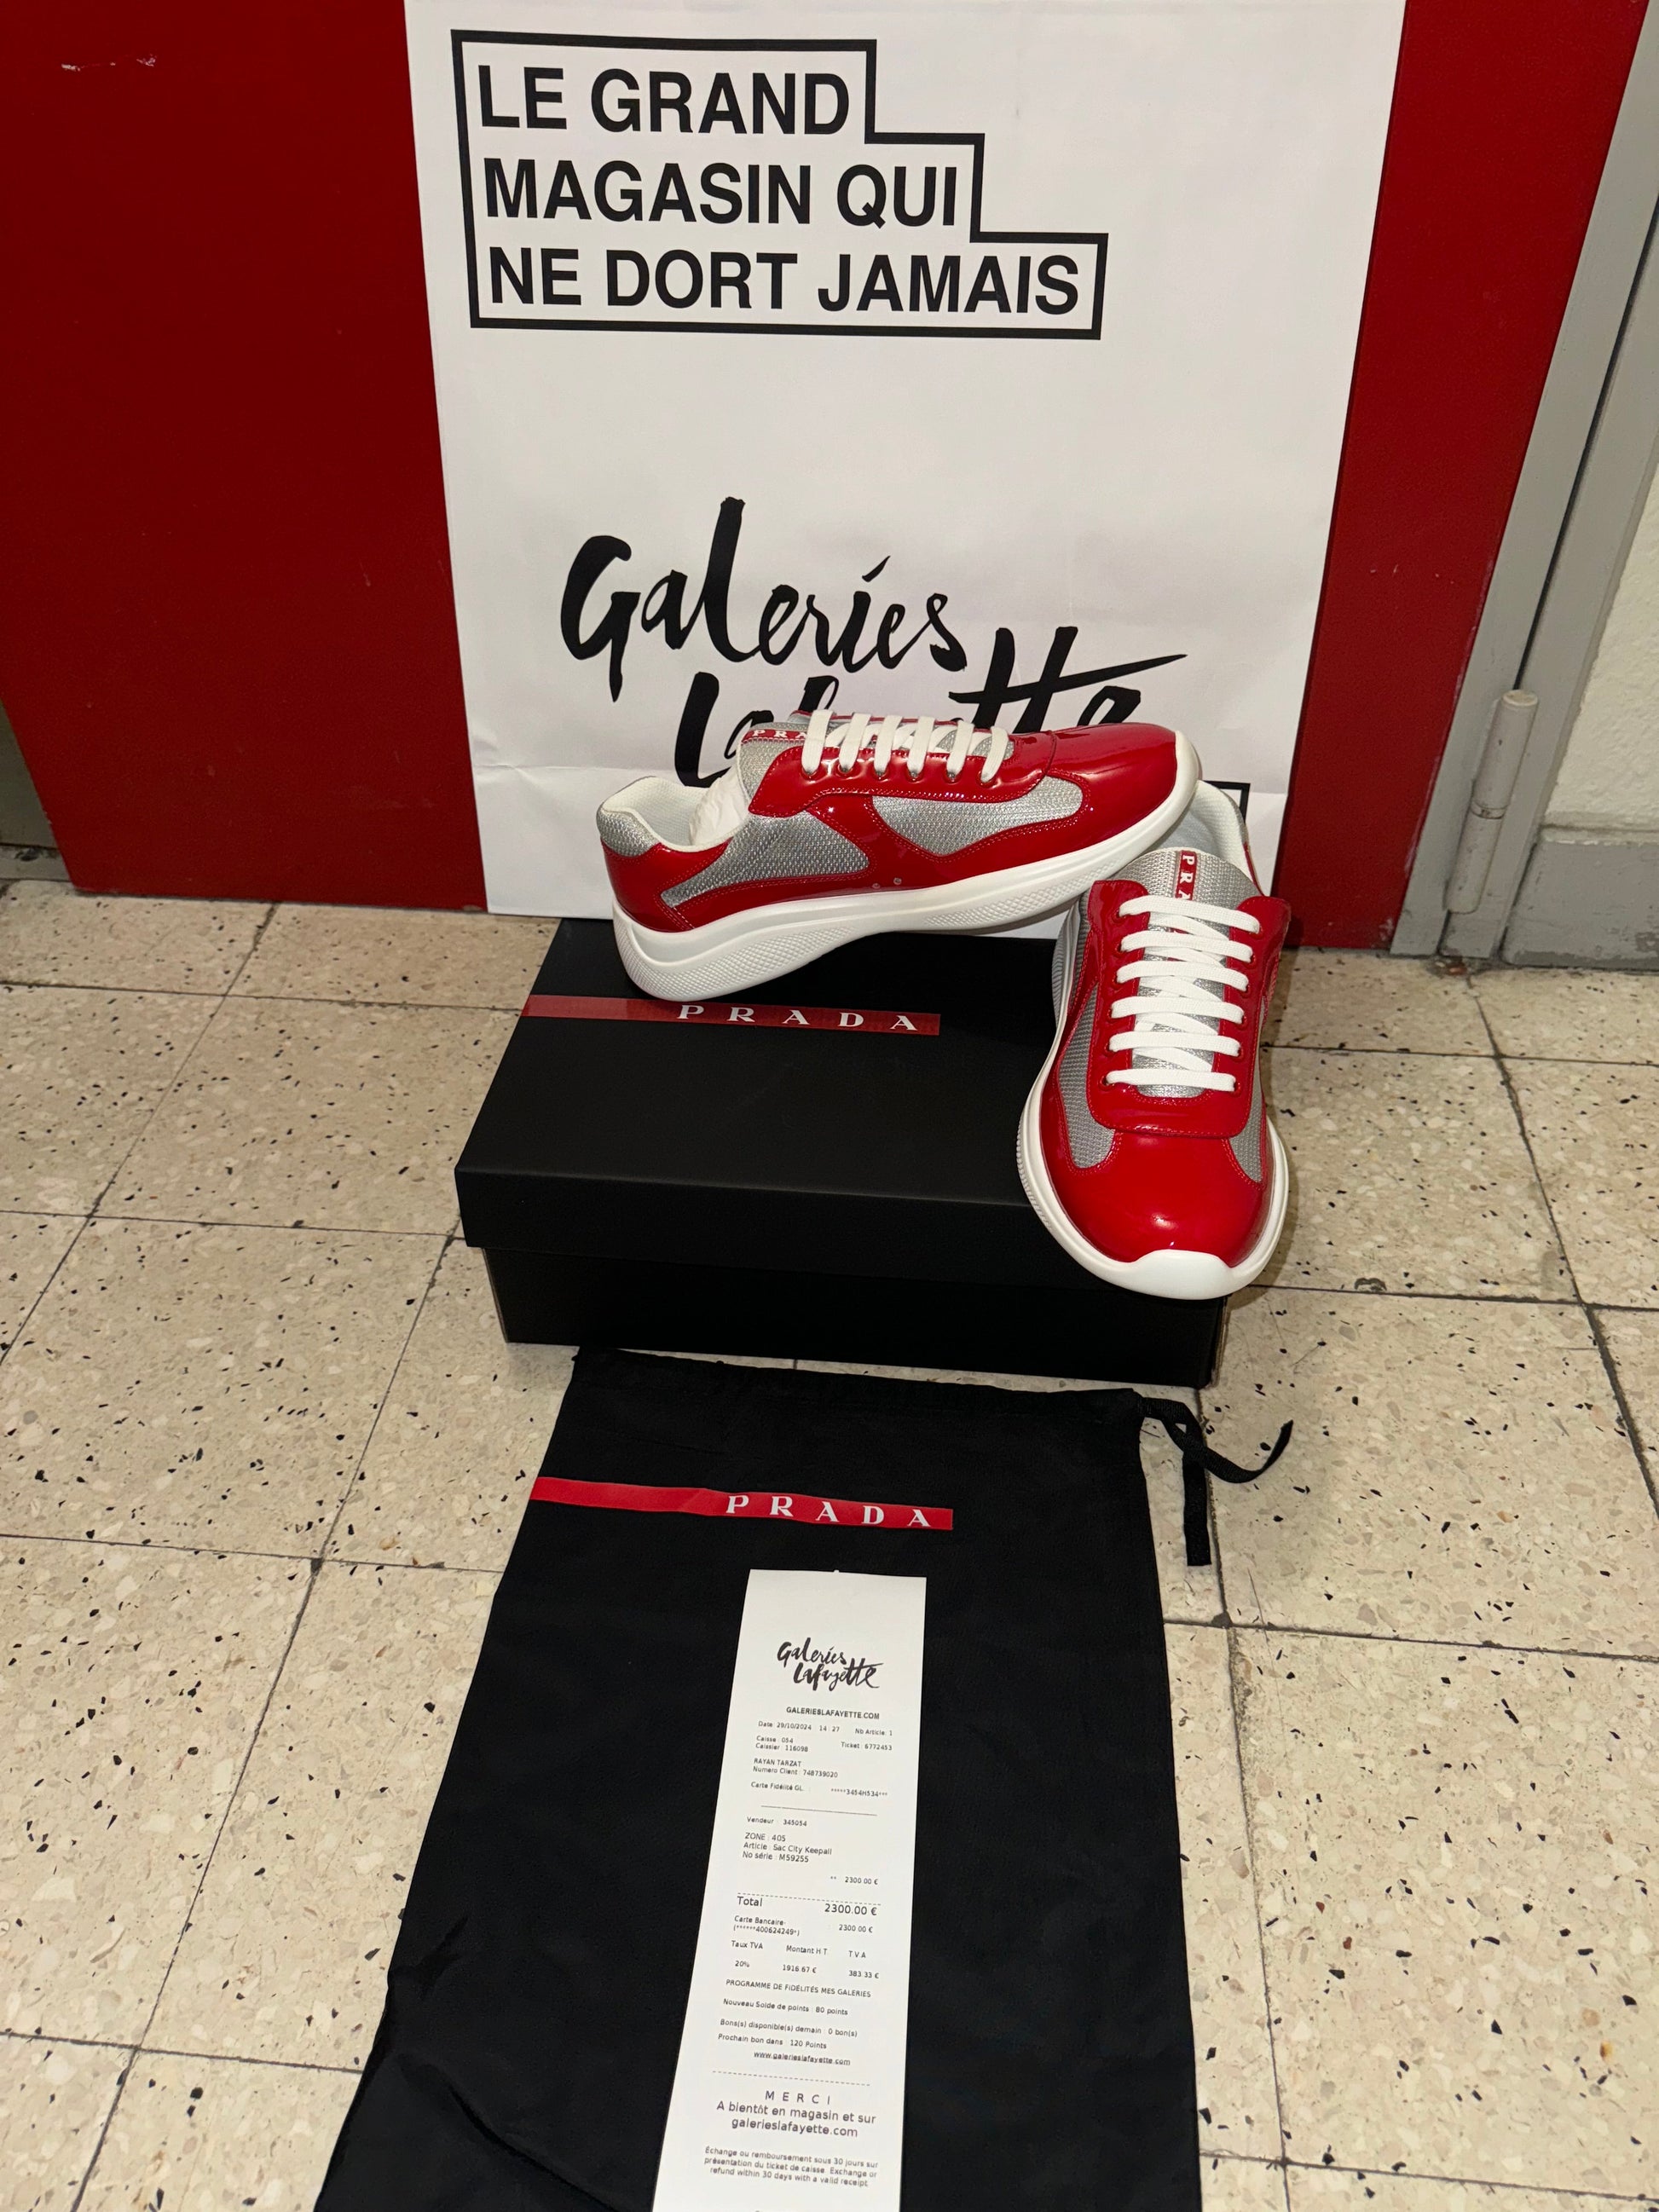 LE GRAND
MAGASIN QUI
NE DORT JAMAIS
Galeries
Lafayette
PRA
PRA
PRADA
PRADA
Galeries
Lafayette
GALERIESLAFAYETTE.COM
Date: 29/10/2024 14:27 Nb Article: 1
Caisse : 054
Caissier : 116098 Ticket : 6772453
RAYAN TARZAT
Numero Client : 748739020
Carte Fidélité GL *****3454H534***
Vendeur : 345054
ZONE : 405
Article : Sac City Keepall
No série : M59255
** 2300.00 €
Total 2300.00 €
Carte Bancaire 2300.00 €
(******400624249*)
Taux TVA Montant H.T T.V.A
20% 1916.67 € 383.33 €
PROGRAMME DE FIDÉLITÉS MES GALERIES
Nouveau Solde de points : 80 points
Bons(s) disponible(s) demain : 0 bon(s)
Prochain bon dans : 120 Points
www.galerieslafayette.com
MERCI
A bientôt en magasin et sur
galerieslafayette.com
Échange ou remboursement sous 30 jours sur
présentation du ticket de caisse. Exchange or
refund within 30 days with a valid receipt.